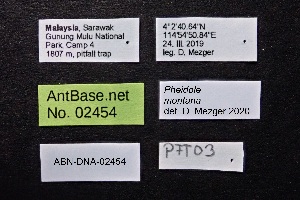 Malaysia, Sarawak
Gunung Mulu National
Park, Camp 4
1807 m, pitfall trap
4°2'40.64"N
114°54'50.84"E
24. III. 2019
leg. D. Mezger
AntBase.net
No. 02454
Pheidole
montana
det. D. Mezger 2020
ABN-DNA-02454
PFT03